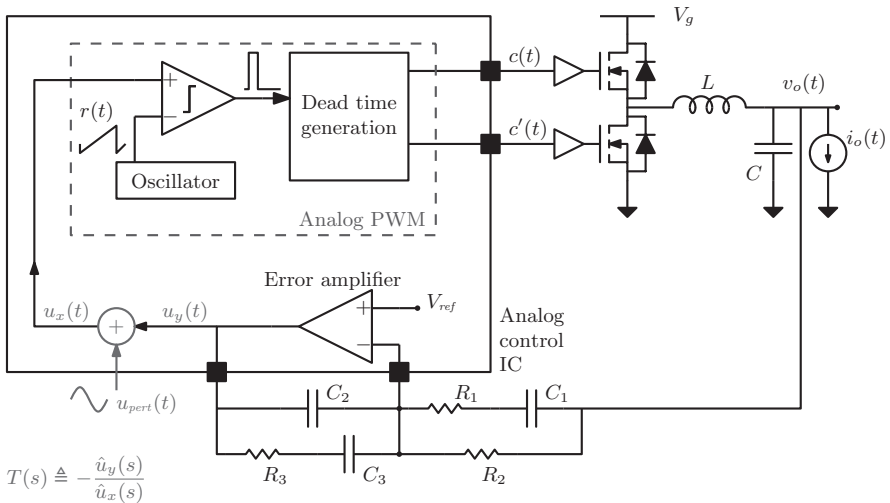 V_g
c(t)
L
v_o(t)
r(t)
+
−
Dead time
generation
c'(t)
i_o(t)
C
Oscillator
Analog PWM
Error amplifier
u_x(t)
+
u_y(t)
+
−
V_ref
Analog
control
IC
u_pert(t)
C_2
R_1
C_1
R_3
C_3
R_2
T(s) ≜ − û_y(s) / û_x(s)